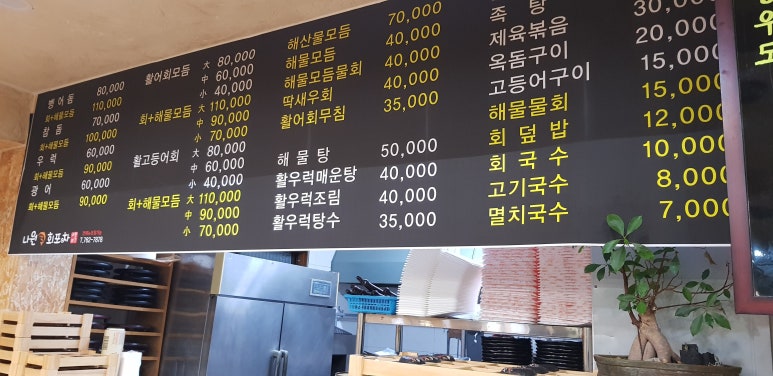 벵 어 돔 80,000
회+해물모듬 110,000
참 돔 70,000
회+해물모듬 100,000
우 럭 60,000
회+해물모듬 90,000
광 어 60,000
회+해물모듬 90,000
나원 회포차
활어회모듬 大 80,000
中 60,000
小 40,000
회+해물모듬 大 110,000
中 90,000
小 70,000
활고등어회 大 80,000
中 60,000
小 40,000
회+해물모듬 大 110,000
中 90,000
小 70,000
해산물모듬 70,000
해물모듬 40,000
해물모듬물회 40,000
딱새우회 40,000
활어회무침 35,000
해 물 탕 50,000
활우럭매운탕 40,000
활우럭조림 40,000
활우럭탕수 35,000
족 탕
제육볶음 30,000
옥돔구이 20,000
고등어구이 15,000
해물물회 15,000
회 덮 밥 12,000
회 국 수 10,000
고기국수 8,000
멸치국수 7,000